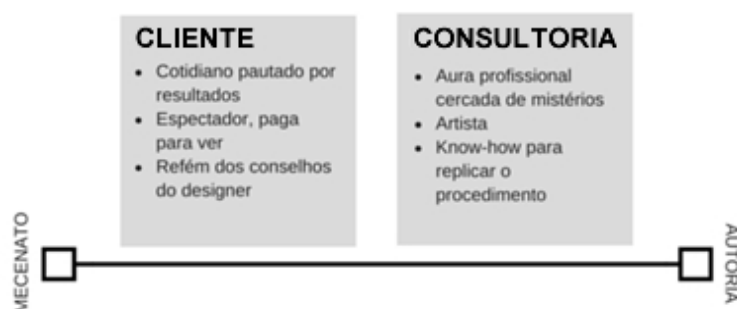 CLIENTE
• Cotidiano pautado por
resultados
• Espectador, paga
para ver
• Refém dos conselhos
do designer
CONSULTORIA
• Aura profissional
cercada de mistérios
• Artista
• Know-how para
replicar o
procedimento
MECENATO
AUTORIA